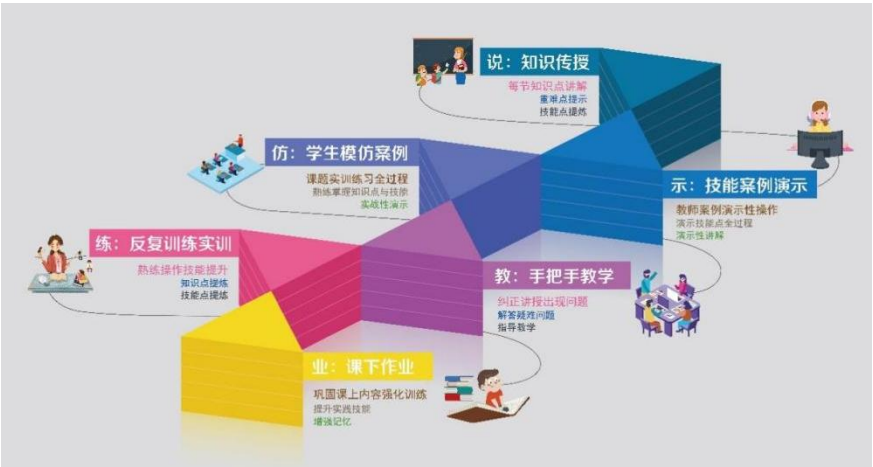 说：知识传授
每节知识点讲解
重难点提示
技能点提炼
示：技能案例演示
教师案例演示性操作
演示技能点全过程
演示性讲解
仿：学生模仿案例
课题实训练习全过程
熟练掌握知识点与技能
实战性演示
教：手把手教学
纠正讲授出现问题
解答疑难问题
指导教学
练：反复训练实训
熟练操作技能提升
知识点提炼
技能点提炼
业：课下作业
巩固课上内容强化训练
提升实践技能
增强记忆